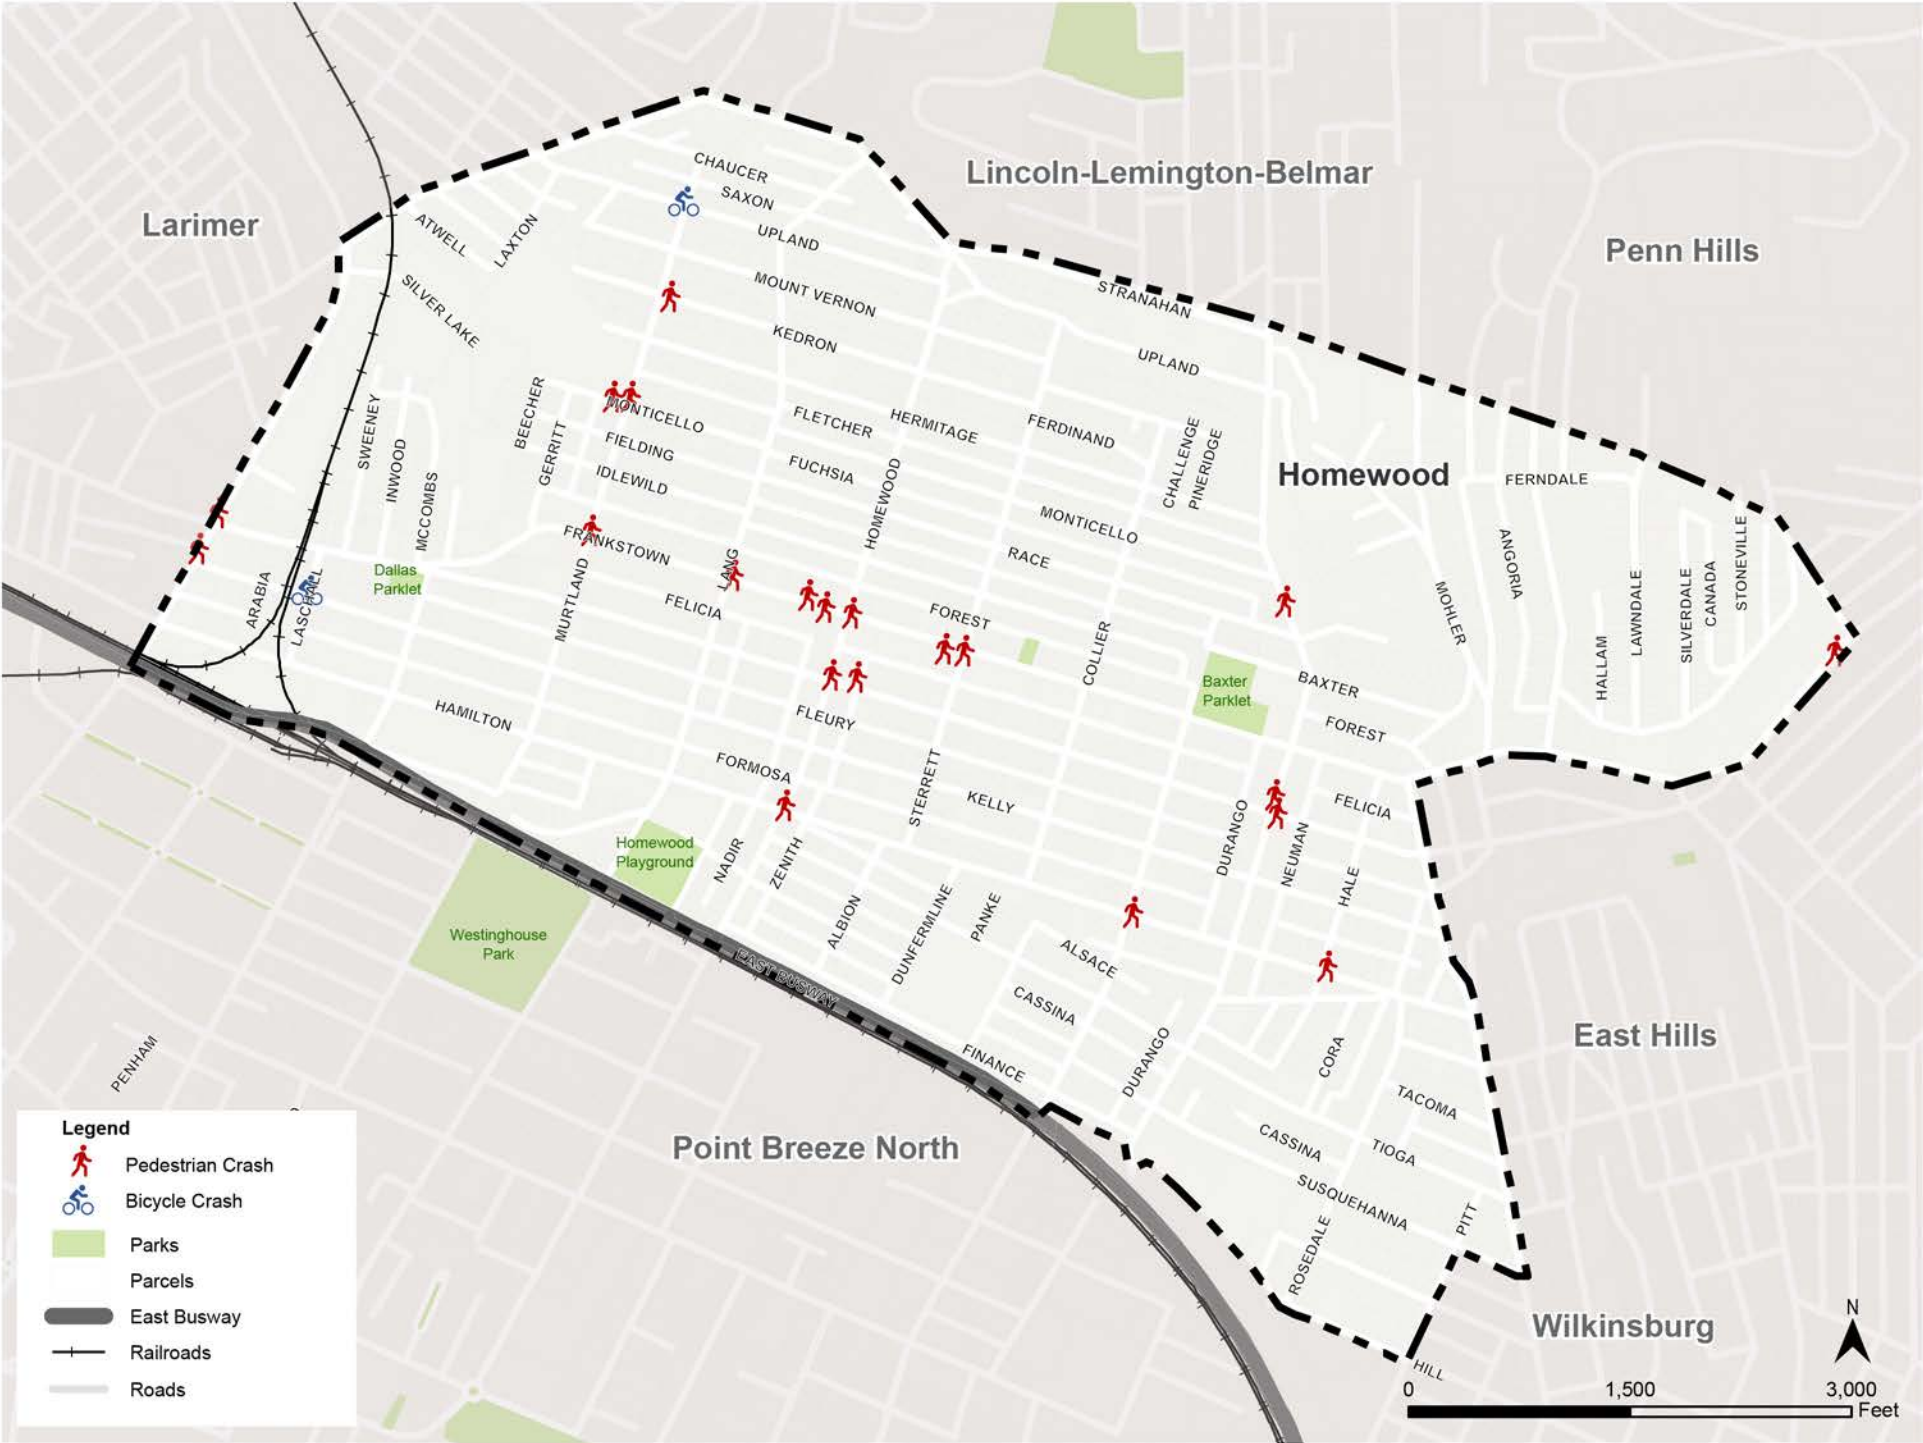 Lincoln-Lemington-Belmar
Larimer
Penn Hills
CHAUCER
SAXON
ATWELL
LAXTON
UPLAND
SILVER LAKE
MOUNT VERNON
STRANAHAN
KEDRON
UPLAND
BEECHER
SWEENEY
INWOOD
MCCOMBS
GERRITT
MONTICELLO
FIELDING
IDLEWILD
FLETCHER
HERMITAGE
FERDINAND
FUCHSIA
HOMEWOOD
CHALLENGE
PINERIDGE
Homewood
FERNDALE
MONTICELLO
RACE
FRANKSTOWN
LANG
ANGORIA
STONEVILLE
CANADA
SILVERDALE
LAWNDALE
HALLAM
MOHLER
Dallas
Parklet
ARABIA
LASCHALL
MURTLAND
FELICIA
FOREST
COLLIER
Baxter
Parklet
BAXTER
FOREST
HAMILTON
FLEURY
FORMOSA
STERRETT
KELLY
FELICIA
DURANGO
NEUMAN
HALE
Homewood
Playground
NADIR
ZENITH
ALBION
DUNFERMLINE
PANKE
ALSACE
Westinghouse
Park
EAST BUSWAY
CASSINA
FINANCE
DURANGO
CORA
East Hills
PENHAM
TACOMA
CASSINA
TIOGA
SUSQUEHANNA
PITT
ROSEDALE
Point Breeze North
Wilkinsburg
HILL
Legend
Pedestrian Crash
Bicycle Crash
Parks
Parcels
East Busway
Railroads
Roads
N
0 1,500 3,000
Feet